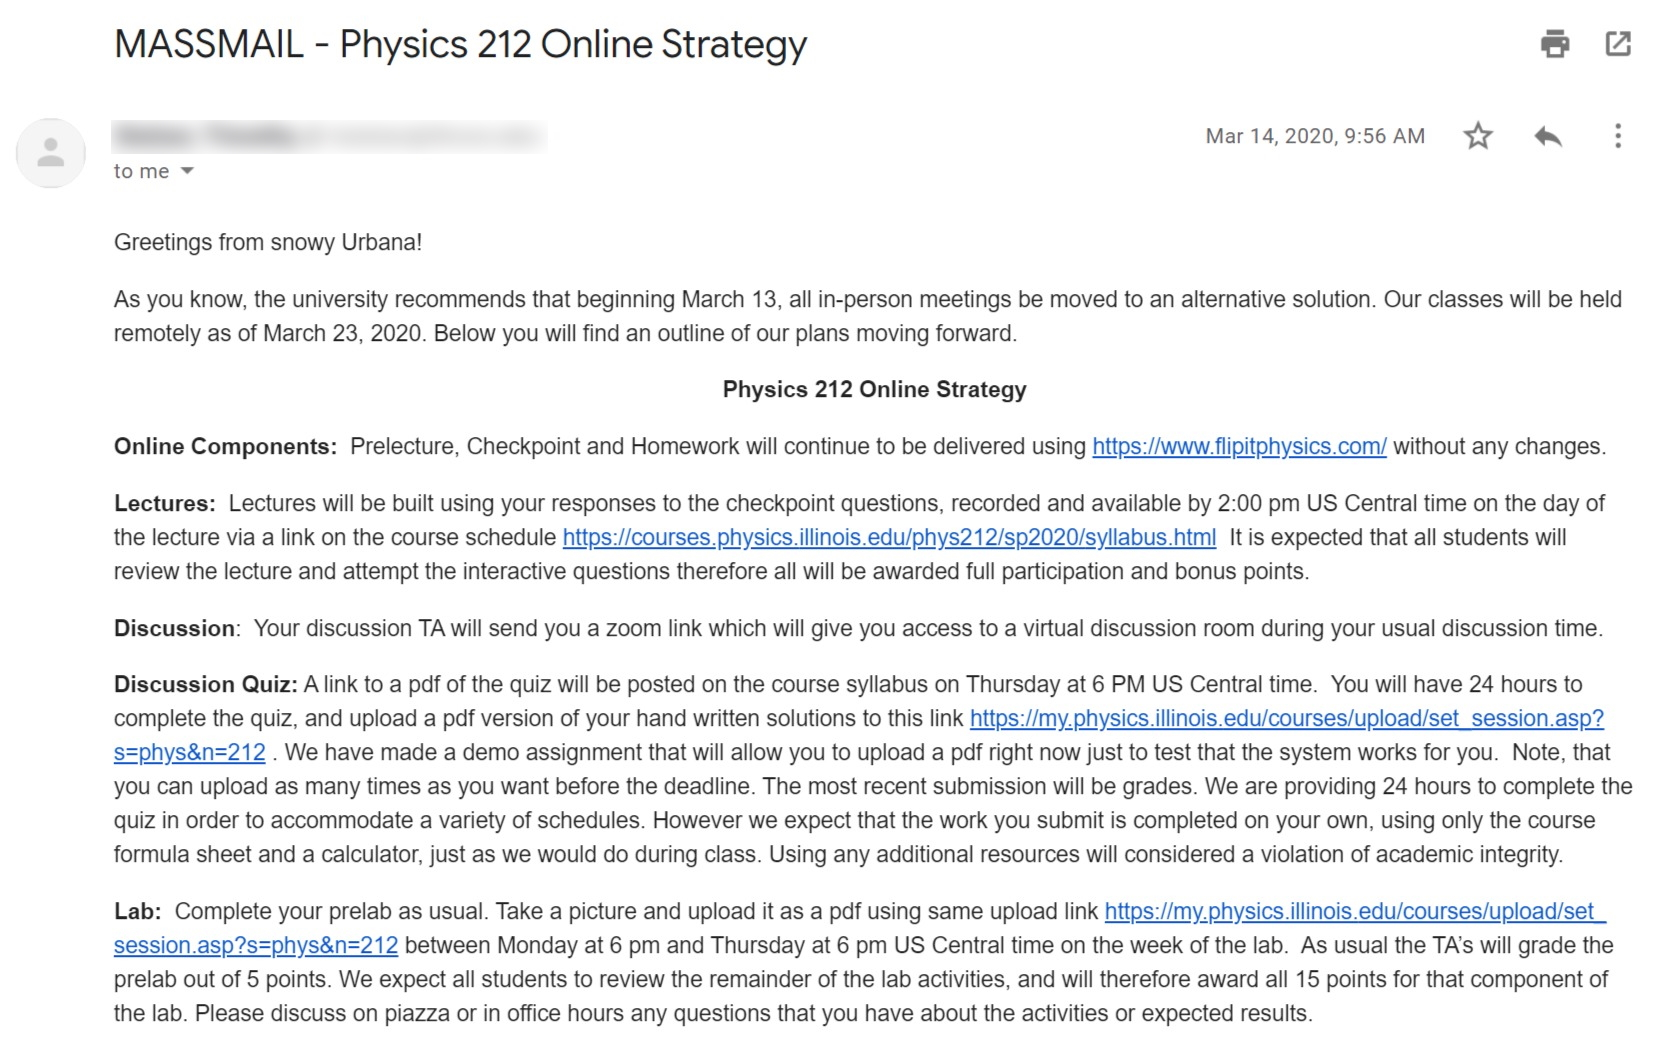 MASSMAIL - Physics 212 Online Strategy
Mar 14, 2020, 9:56 AM
to me
Greetings from snowy Urbana!
As you know, the university recommends that beginning March 13, all in-person meetings be moved to an alternative solution. Our classes will be held
remotely as of March 23, 2020. Below you will find an outline of our plans moving forward.
Physics 212 Online Strategy
Online Components:  Prelecture, Checkpoint and Homework will continue to be delivered using https://www.flipitphysics.com/ without any changes.
Lectures:  Lectures will be built using your responses to the checkpoint questions, recorded and available by 2:00 pm US Central time on the day of
the lecture via a link on the course schedule https://courses.physics.illinois.edu/phys212/sp2020/syllabus.html  It is expected that all students will
review the lecture and attempt the interactive questions therefore all will be awarded full participation and bonus points.
Discussion:  Your discussion TA will send you a zoom link which will give you access to a virtual discussion room during your usual discussion time.
Discussion Quiz: A link to a pdf of the quiz will be posted on the course syllabus on Thursday at 6 PM US Central time.  You will have 24 hours to
complete the quiz, and upload a pdf version of your hand written solutions to this link https://my.physics.illinois.edu/courses/upload/set_session.asp?
s=phys&n=212 . We have made a demo assignment that will allow you to upload a pdf right now just to test that the system works for you.  Note, that
you can upload as many times as you want before the deadline. The most recent submission will be grades. We are providing 24 hours to complete the
quiz in order to accommodate a variety of schedules. However we expect that the work you submit is completed on your own, using only the course
formula sheet and a calculator, just as we would do during class. Using any additional resources will considered a violation of academic integrity.
Lab:  Complete your prelab as usual. Take a picture and upload it as a pdf using same upload link https://my.physics.illinois.edu/courses/upload/set_
session.asp?s=phys&n=212 between Monday at 6 pm and Thursday at 6 pm US Central time on the week of the lab.  As usual the TA's will grade the
prelab out of 5 points. We expect all students to review the remainder of the lab activities, and will therefore award all 15 points for that component of
the lab. Please discuss on piazza or in office hours any questions that you have about the activities or expected results.